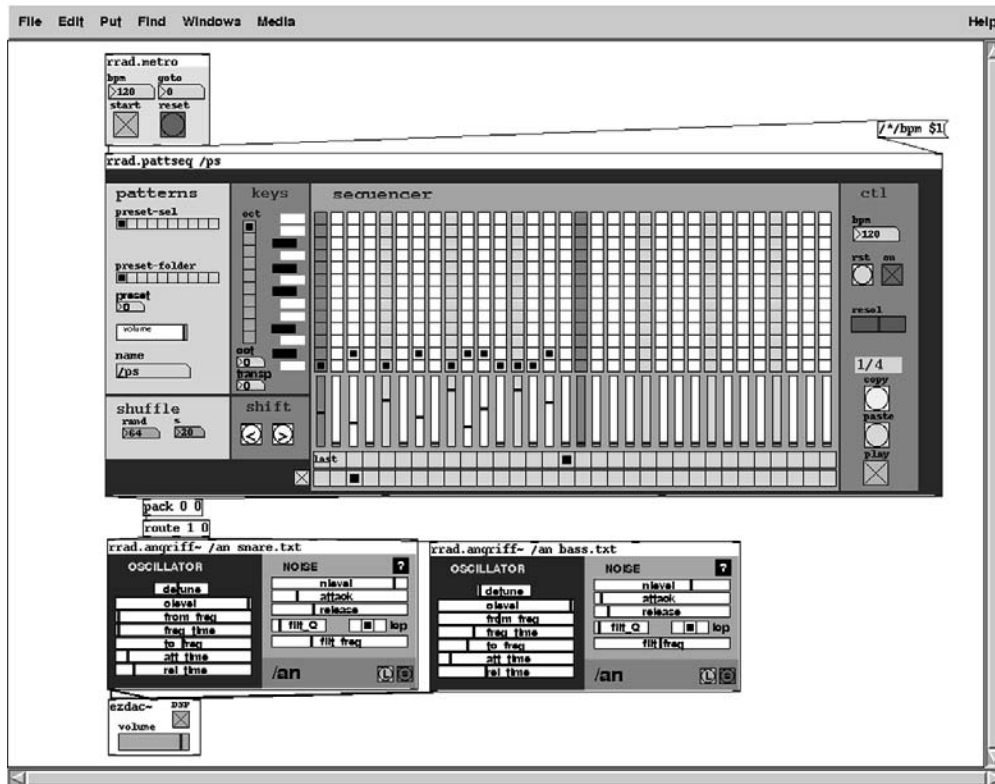 File Edit Put Find Windows Media Help
rrad.metro
bpm goto
120 0
start reset
/*/bpm $1
rrad.pattseq /ps
patterns keys sequencer ctl
preset-sel oct
bpm
120
preset-folder
rst on
preset
0
resol
volume
name oct
0
/ps transp
0
1/4
copy
shuffle shift
rand s
64 20
< >
paste
last
play
pack 0 0
route 1 0
rrad.angriff~ /an snare.txt
OSCILLATOR NOISE ?
detune nlevel
olevel attack
from freq release
freq time filt_Q lop
to freq filt freq
att time
rel time
/an L S
rrad.angriff~ /an bass.txt
OSCILLATOR NOISE ?
detune nlevel
olevel attack
from freq release
freq time filt_Q lop
to freq filt freq
att time
rel time
/an L S
ezdac~ DSP
volume